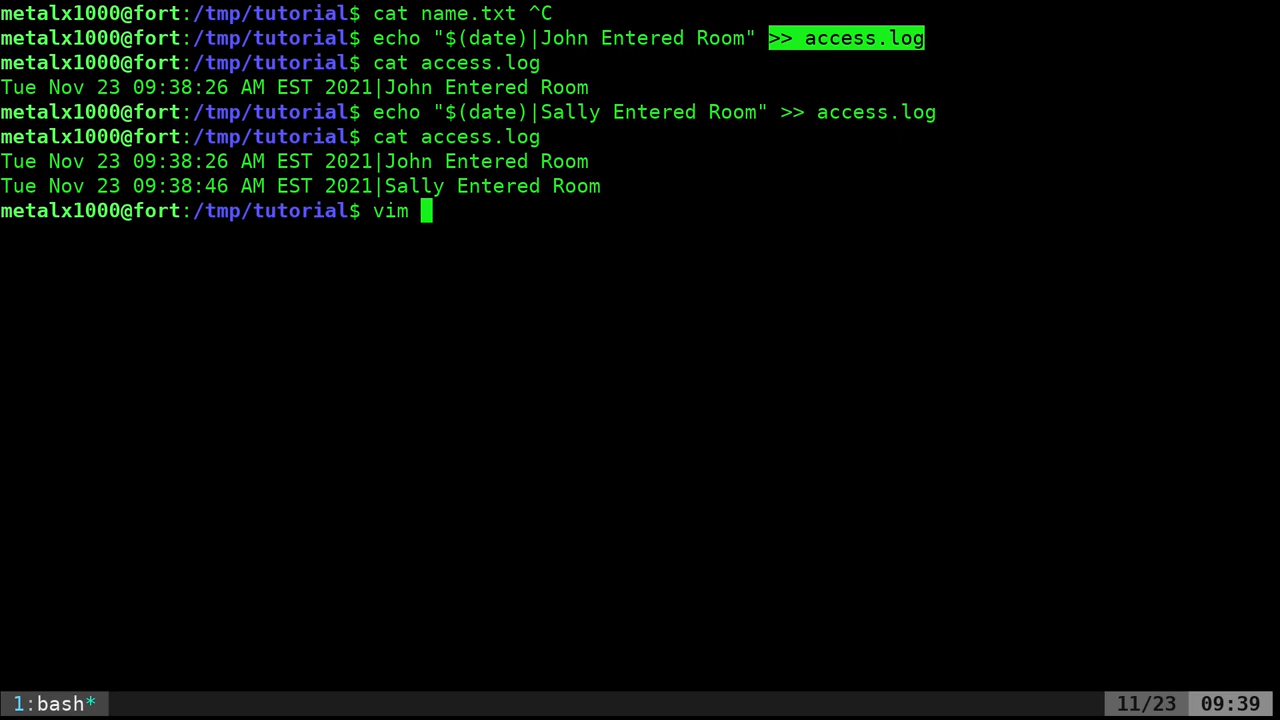 metalx1000@fort:/tmp/tutorial$ cat name.txt ^C
metalx1000@fort:/tmp/tutorial$ echo "$(date)|John Entered Room" >> access.log
metalx1000@fort:/tmp/tutorial$ cat access.log
Tue Nov 23 09:38:26 AM EST 2021|John Entered Room
metalx1000@fort:/tmp/tutorial$ echo "$(date)|Sally Entered Room" >> access.log
metalx1000@fort:/tmp/tutorial$ cat access.log
Tue Nov 23 09:38:26 AM EST 2021|John Entered Room
Tue Nov 23 09:38:46 AM EST 2021|Sally Entered Room
metalx1000@fort:/tmp/tutorial$ vim
1:bash* 11/23 09:39